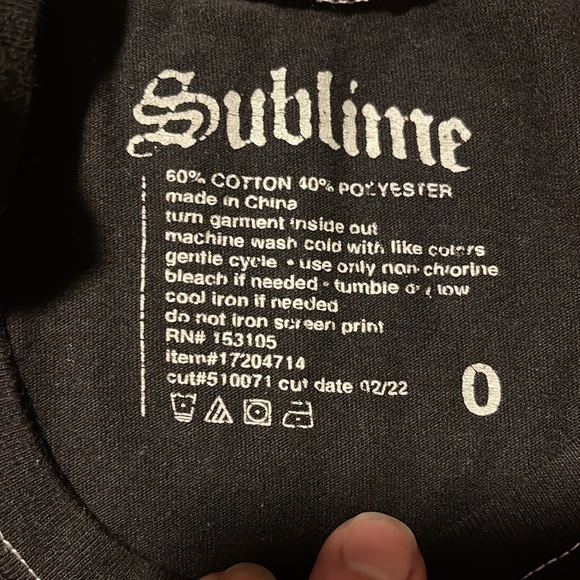 Sublime
60% COTTON 40% POLYESTER
made in China
turn garment inside out
machine wash cold with like colors
gentle cycle • use only non chlorine
bleach if needed • tumble dry low
cool iron if needed
do not iron screen print
RN# 153105
item#17204714
cut#510071 cut date 02/22
0